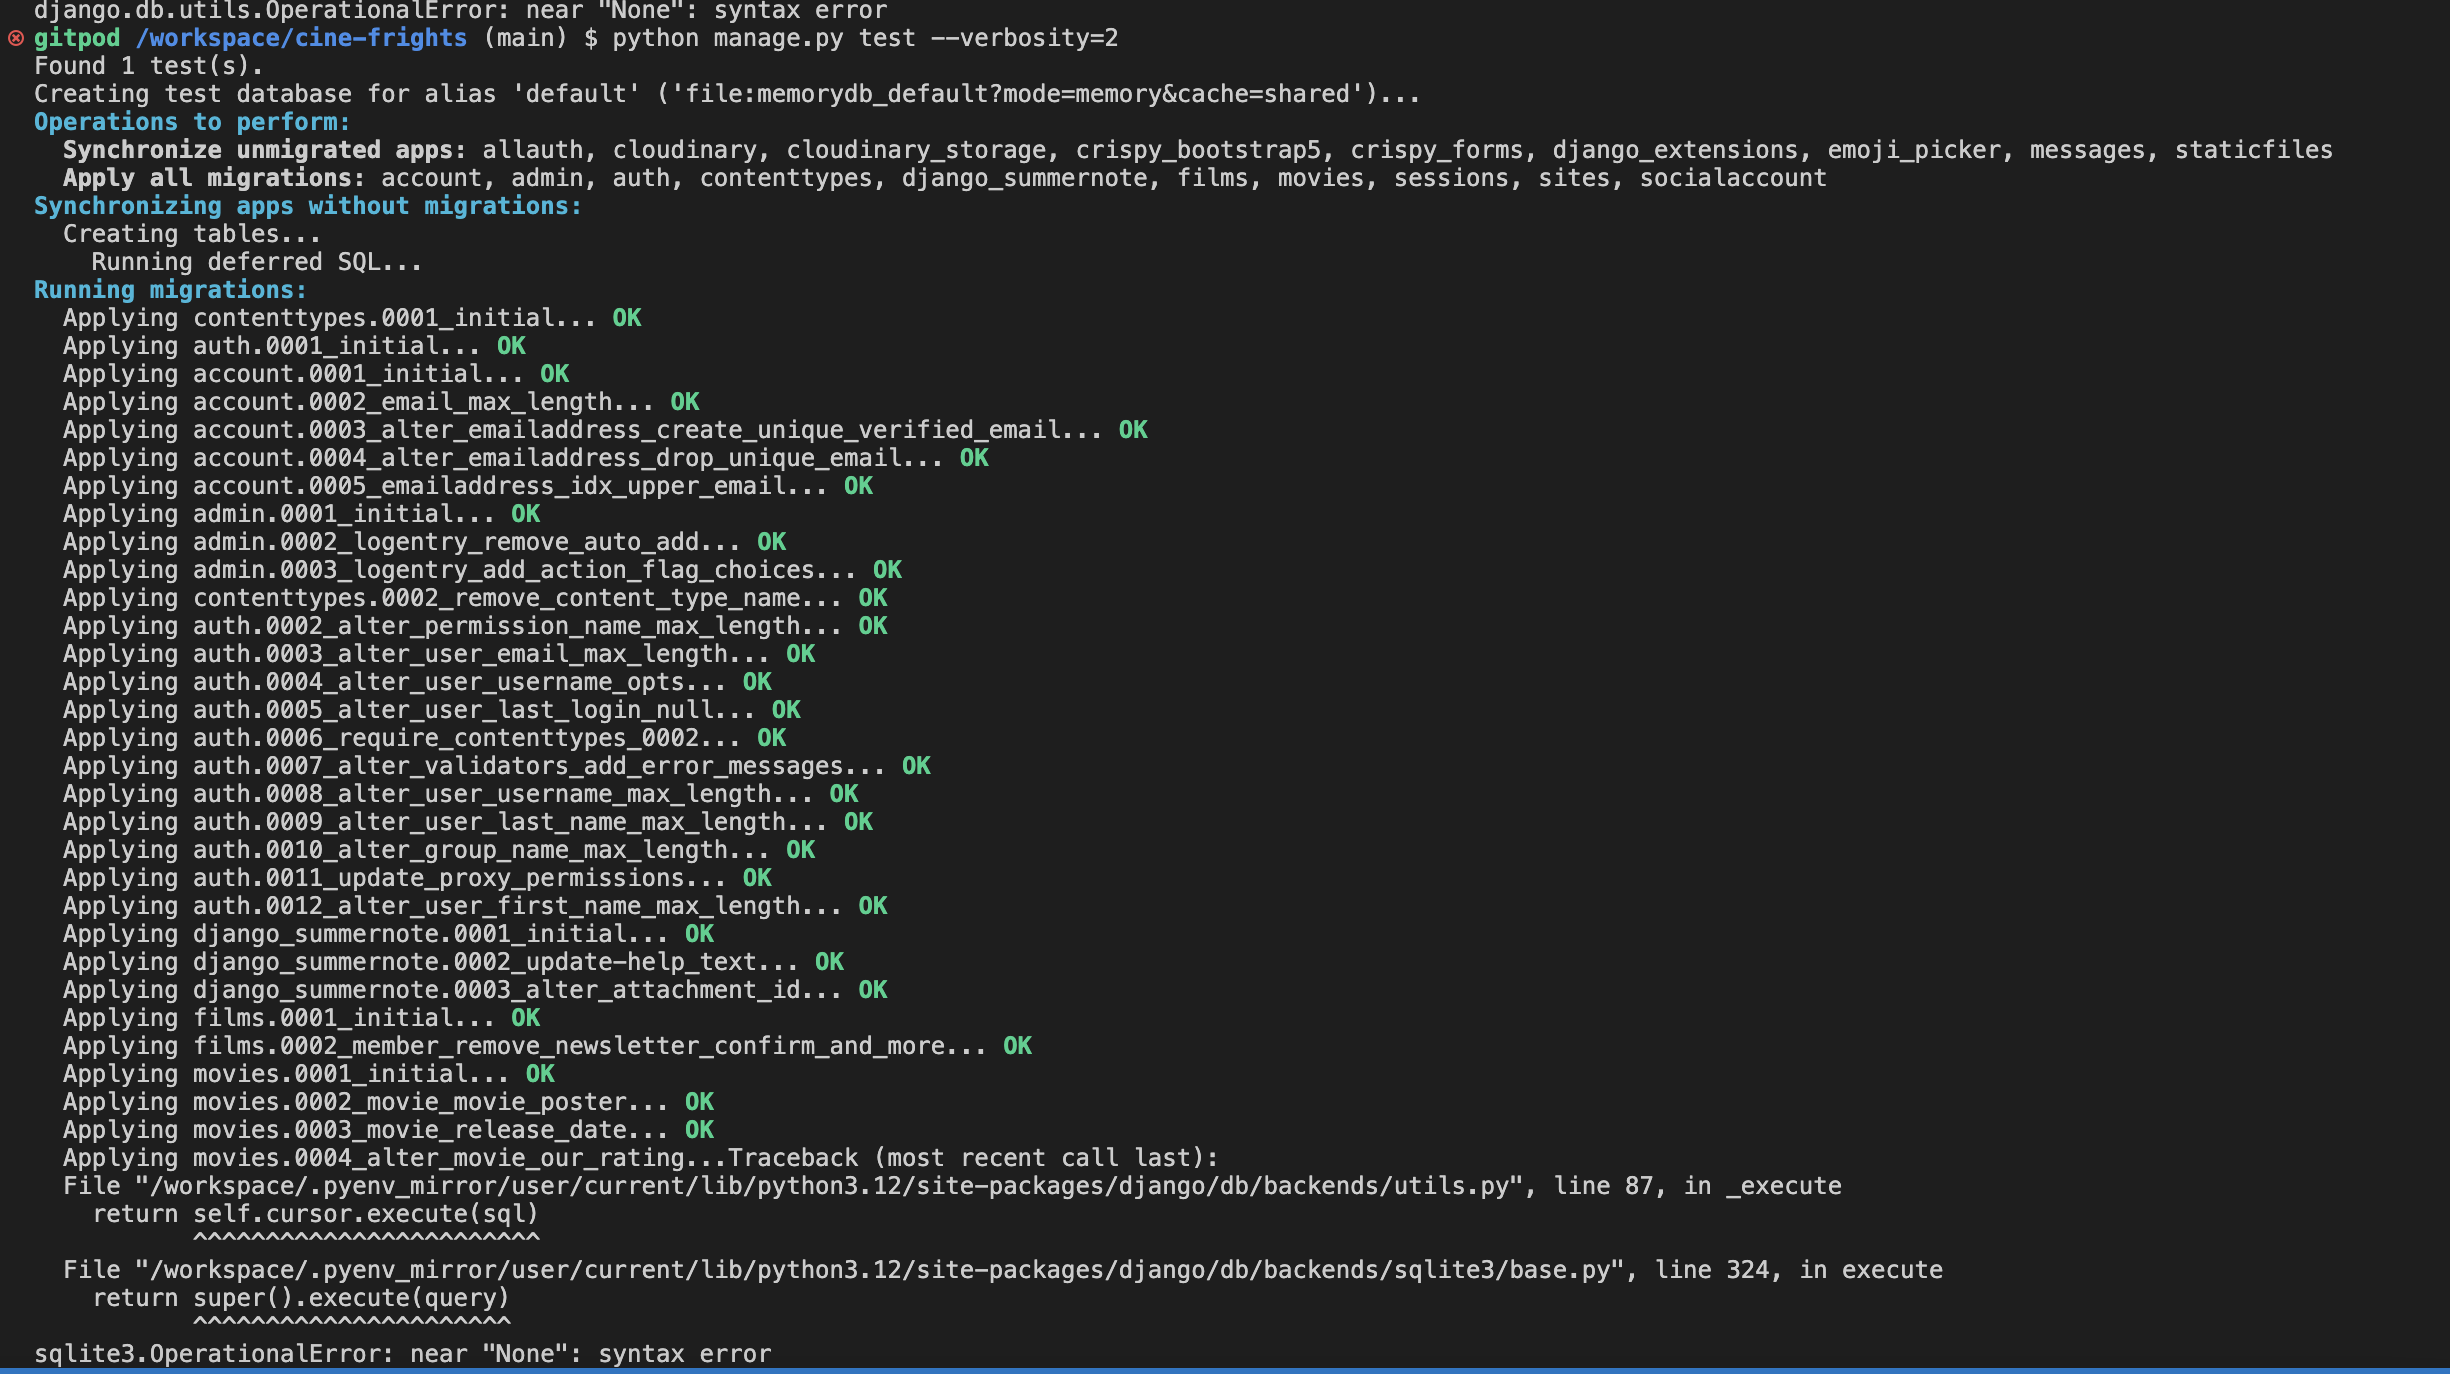 django.db.utils.OperationalError: near "None": syntax error
gitpod /workspace/cine-frights (main) $ python manage.py test --verbosity=2
Found 1 test(s).
Creating test database for alias 'default' ('file:memorydb_default?mode=memory&cache=shared')...
Operations to perform:
  Synchronize unmigrated apps: allauth, cloudinary, cloudinary_storage, crispy_bootstrap5, crispy_forms, django_extensions, emoji_picker, messages, staticfiles
  Apply all migrations: account, admin, auth, contenttypes, django_summernote, films, movies, sessions, sites, socialaccount
Synchronizing apps without migrations:
  Creating tables...
    Running deferred SQL...
Running migrations:
  Applying contenttypes.0001_initial... OK
  Applying auth.0001_initial... OK
  Applying account.0001_initial... OK
  Applying account.0002_email_max_length... OK
  Applying account.0003_alter_emailaddress_create_unique_verified_email... OK
  Applying account.0004_alter_emailaddress_drop_unique_email... OK
  Applying account.0005_emailaddress_idx_upper_email... OK
  Applying admin.0001_initial... OK
  Applying admin.0002_logentry_remove_auto_add... OK
  Applying admin.0003_logentry_add_action_flag_choices... OK
  Applying contenttypes.0002_remove_content_type_name... OK
  Applying auth.0002_alter_permission_name_max_length... OK
  Applying auth.0003_alter_user_email_max_length... OK
  Applying auth.0004_alter_user_username_opts... OK
  Applying auth.0005_alter_user_last_login_null... OK
  Applying auth.0006_require_contenttypes_0002... OK
  Applying auth.0007_alter_validators_add_error_messages... OK
  Applying auth.0008_alter_user_username_max_length... OK
  Applying auth.0009_alter_user_last_name_max_length... OK
  Applying auth.0010_alter_group_name_max_length... OK
  Applying auth.0011_update_proxy_permissions... OK
  Applying auth.0012_alter_user_first_name_max_length... OK
  Applying django_summernote.0001_initial... OK
  Applying django_summernote.0002_update-help_text... OK
  Applying django_summernote.0003_alter_attachment_id... OK
  Applying films.0001_initial... OK
  Applying films.0002_member_remove_newsletter_confirm_and_more... OK
  Applying movies.0001_initial... OK
  Applying movies.0002_movie_movie_poster... OK
  Applying movies.0003_movie_release_date... OK
  Applying movies.0004_alter_movie_our_rating...Traceback (most recent call last):
  File "/workspace/.pyenv_mirror/user/current/lib/python3.12/site-packages/django/db/backends/utils.py", line 87, in _execute
    return self.cursor.execute(sql)
           ^^^^^^^^^^^^^^^^^^^^^^^^
  File "/workspace/.pyenv_mirror/user/current/lib/python3.12/site-packages/django/db/backends/sqlite3/base.py", line 324, in execute
    return super().execute(query)
           ^^^^^^^^^^^^^^^^^^^^^^
sqlite3.OperationalError: near "None": syntax error